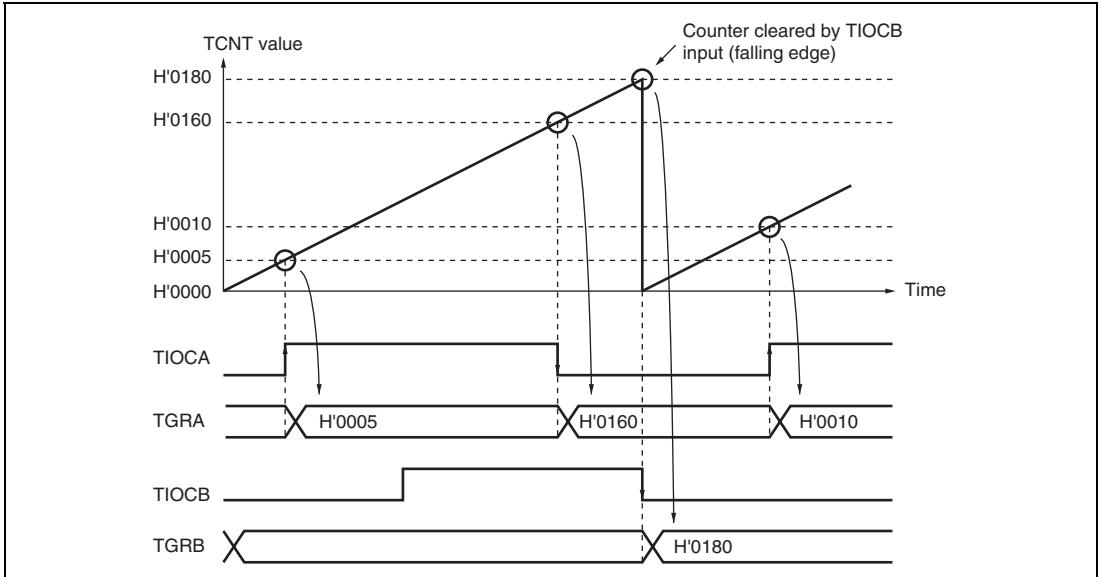 Counter cleared by TIOCB
input (falling edge)
TCNT value
H'0180
H'0160
H'0010
H'0005
H'0000
Time
TIOCA
TGRA
H'0005
H'0160
H'0010
TIOCB
TGRB
H'0180